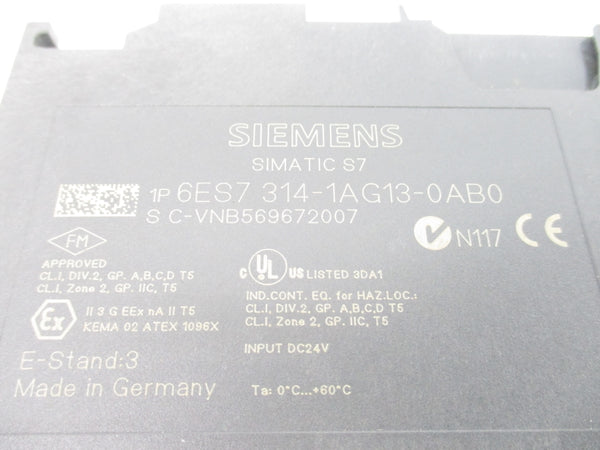 SIEMENS
SIMATIC S7
1P 6ES7 314-1AG13-0AB0
S C-VNB569672007
FM
APPROVED
CL.I, DIV.2, GP. A,B,C,D T5
CL.I, Zone 2, GP. IIC, T5
N117 CE
C UL US LISTED 3DA1
IND.CONT. EQ. for HAZ.LOC.:
CL.I, DIV.2, GP. A,B,C,D T5
CL.I, Zone 2, GP. IIC, T5
Ex II 3 G EEx nA II T5
KEMA 02 ATEX 1096X
INPUT DC24V
E-Stand:3
Made in Germany
Ta: 0°C...+60°C